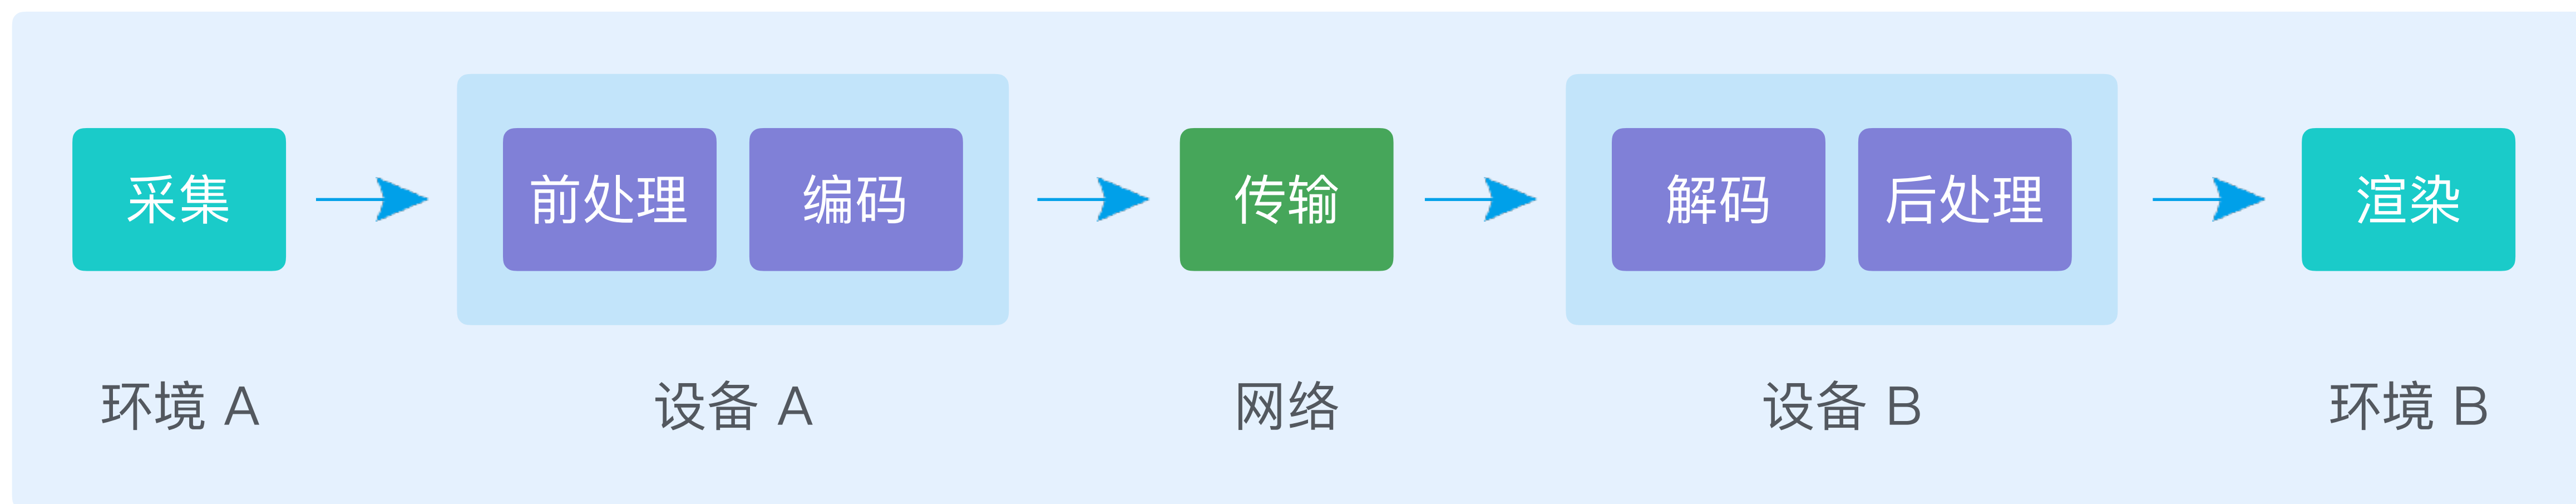 采集
前处理
编码
传输
解码
后处理
渲染
环境 A
设备 A
网络
设备 B
环境 B